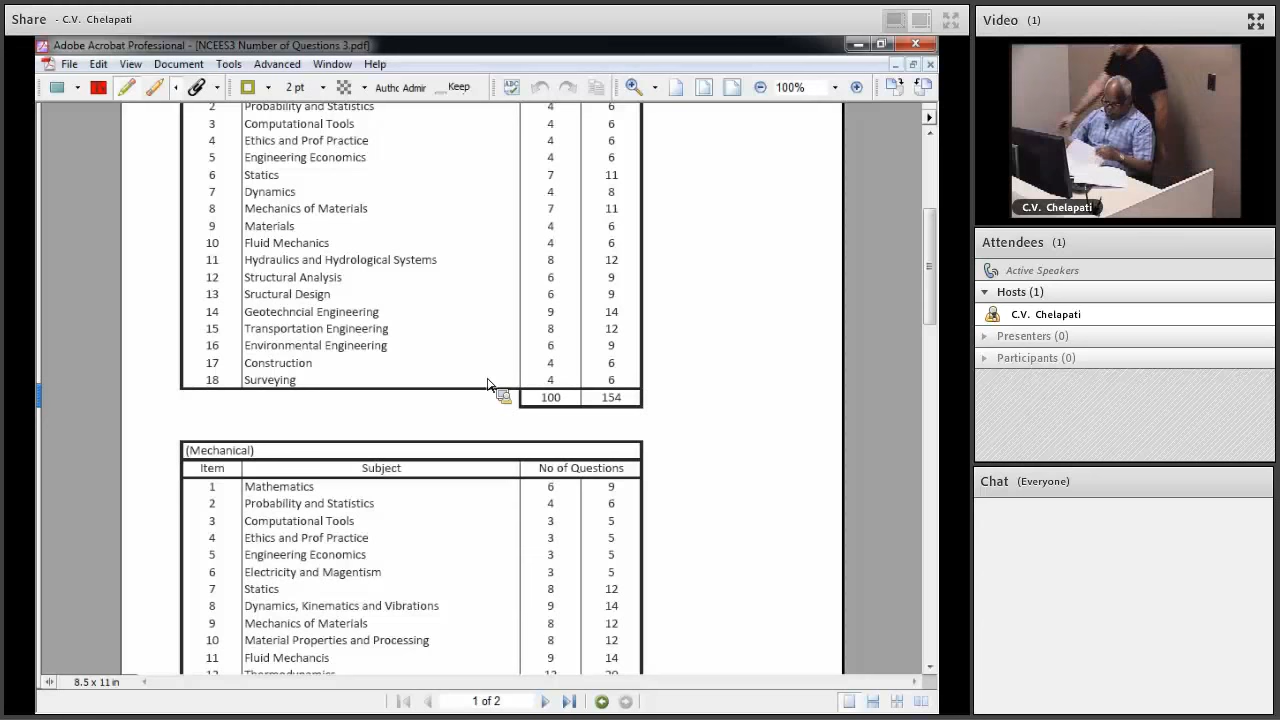 Share - C.V. Chelapati
Adobe Acrobat Professional - [NCEES3 Number of Questions 3.pdf]
File Edit View Document Tools Advanced Window Help
2 pt Authc Admir Keep 100%
2 Probability and Statistics 4 6
3 Computational Tools 4 6
4 Ethics and Prof Practice 4 6
5 Engineering Economics 4 6
6 Statics 7 11
7 Dynamics 4 8
8 Mechanics of Materials 7 11
9 Materials 4 6
10 Fluid Mechanics 4 6
11 Hydraulics and Hydrological Systems 8 12
12 Structural Analysis 6 9
13 Sructural Design 6 9
14 Geotechncial Engineering 9 14
15 Transportation Engineering 8 12
16 Environmental Engineering 6 9
17 Construction 4 6
18 Surveying 4 6
100 154
(Mechanical)
Item Subject No of Questions
1 Mathematics 6 9
2 Probability and Statistics 4 6
3 Computational Tools 3 5
4 Ethics and Prof Practice 3 5
5 Engineering Economics 3 5
6 Electricity and Magentism 3 5
7 Statics 8 12
8 Dynamics, Kinematics and Vibrations 9 14
9 Mechanics of Materials 8 12
10 Material Properties and Processing 8 12
11 Fluid Mechancis 9 14
8.5 x 11 in
1 of 2
Video (1)
C.V. Chelapati
Attendees (1)
Active Speakers
Hosts (1)
C.V. Chelapati
Presenters (0)
Participants (0)
Chat (Everyone)